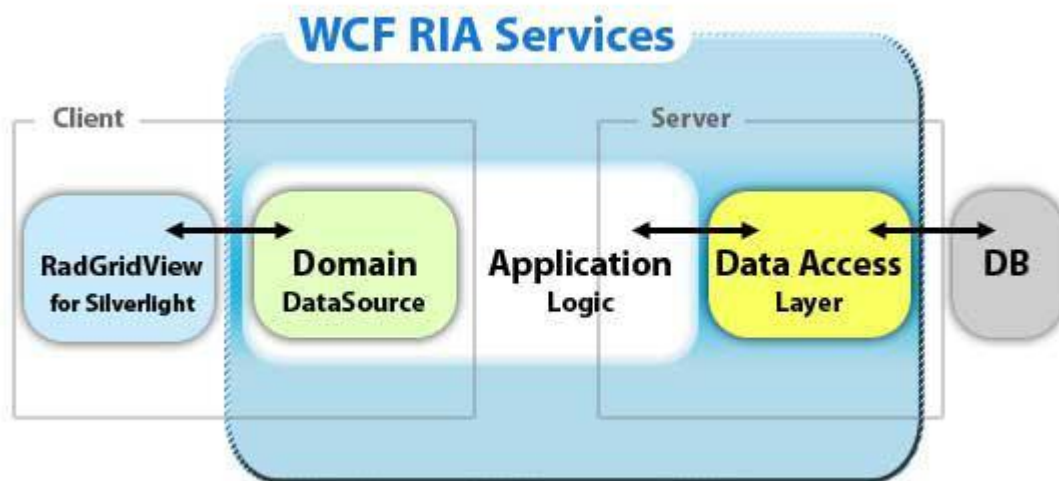 WCF RIA Services
Client
Server
RadGridView
for Silverlight
Domain
DataSource
Application
Logic
Data Access
Layer
DB